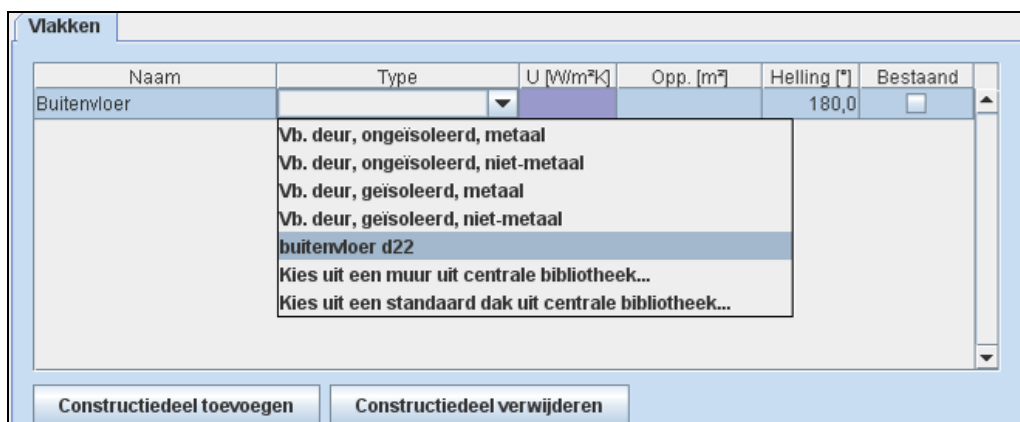 Vlakken
Naam Type U [W/m²K] Opp. [m²] Helling [°] Bestaand
Buitenvloer 180,0
Vb. deur, ongeïsoleerd, metaal
Vb. deur, ongeïsoleerd, niet-metaal
Vb. deur, geïsoleerd, metaal
Vb. deur, geïsoleerd, niet-metaal
buitenvloer d22
Kies uit een muur uit centrale bibliotheek...
Kies uit een standaard dak uit centrale bibliotheek...
Constructiedeel toevoegen Constructiedeel verwijderen